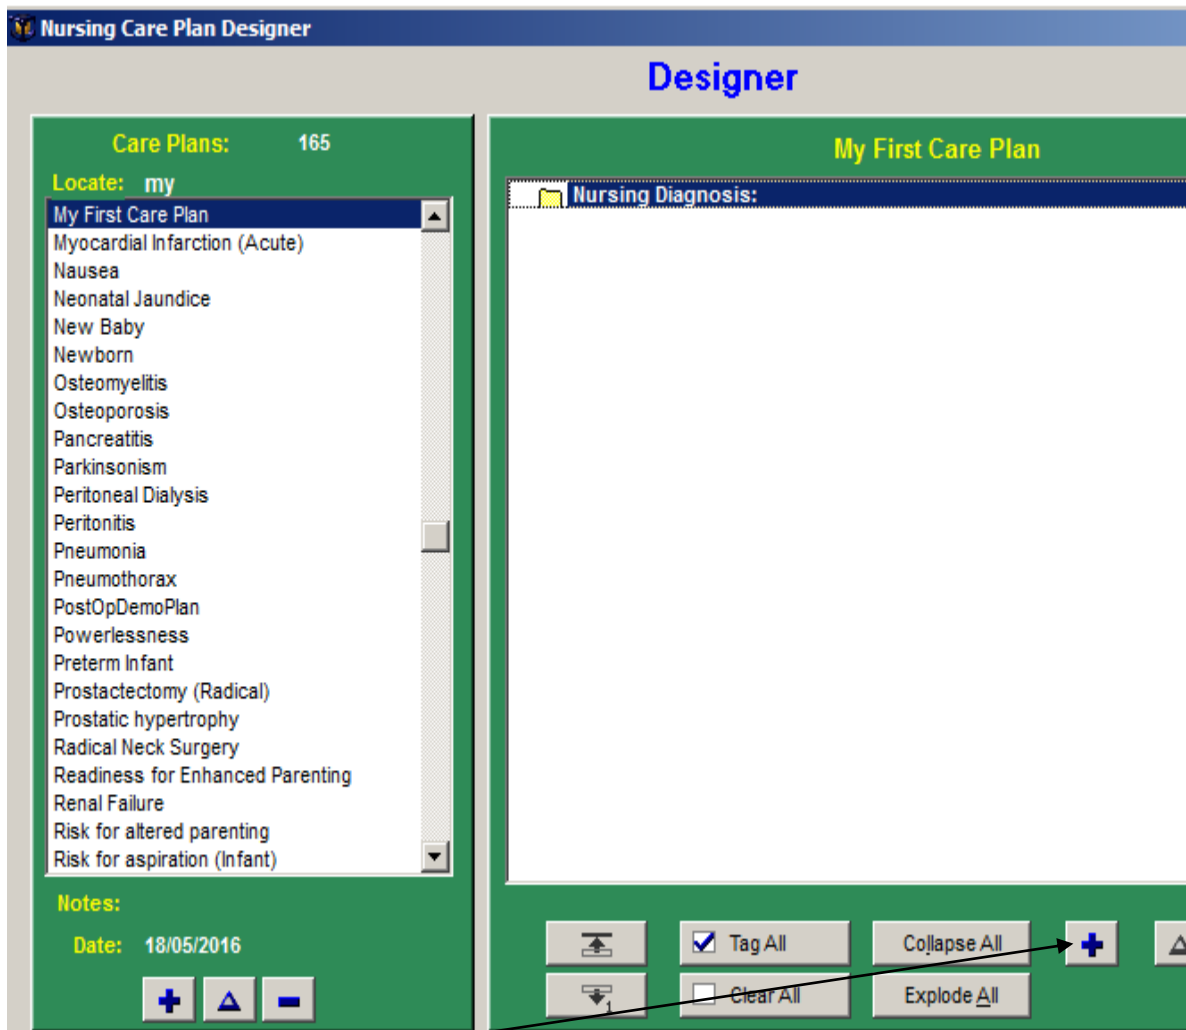 Nursing Care Plan Designer
Designer
Care Plans: 165
Locate: my
My First Care Plan
Myocardial Infarction (Acute)
Nausea
Neonatal Jaundice
New Baby
Newborn
Osteomyelitis
Osteoporosis
Pancreatitis
Parkinsonism
Peritoneal Dialysis
Peritonitis
Pneumonia
Pneumothorax
PostOpDemoPlan
Powerlessness
Preterm Infant
Prostactectomy (Radical)
Prostatic hypertrophy
Radical Neck Surgery
Readiness for Enhanced Parenting
Renal Failure
Risk for altered parenting
Risk for aspiration (Infant)
Notes:
Date: 18/05/2016
My First Care Plan
Nursing Diagnosis:
Tag All
Collapse All
1
Clear All
Explode All